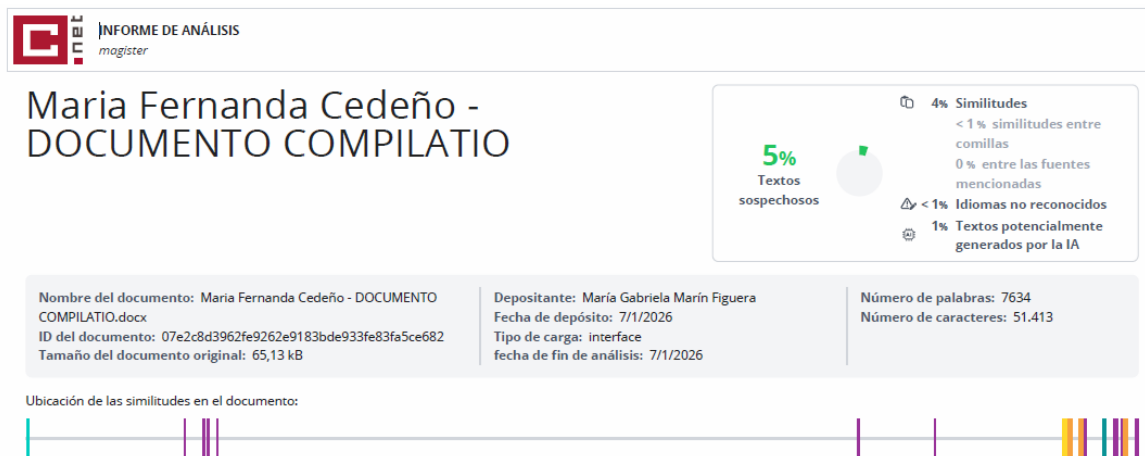 C
.net
INFORME DE ANÁLISIS
magister
Maria Fernanda Cedeño -
DOCUMENTO COMPILATIO
5%
Textos
sospechosos
4% Similitudes
< 1 % similitudes entre
comillas
0 % entre las fuentes
mencionadas
< 1% Idiomas no reconocidos
1% Textos potencialmente
generados por la IA
Nombre del documento: Maria Fernanda Cedeño - DOCUMENTO
COMPILATIO.docx
ID del documento: 07e2c8d3962fe9262e9183bde933fe83fa5ce682
Tamaño del documento original: 65,13 kB
Depositante: María Gabriela Marín Figuera
Fecha de depósito: 7/1/2026
Tipo de carga: interface
fecha de fin de análisis: 7/1/2026
Número de palabras: 7634
Número de caracteres: 51.413
Ubicación de las similitudes en el documento: